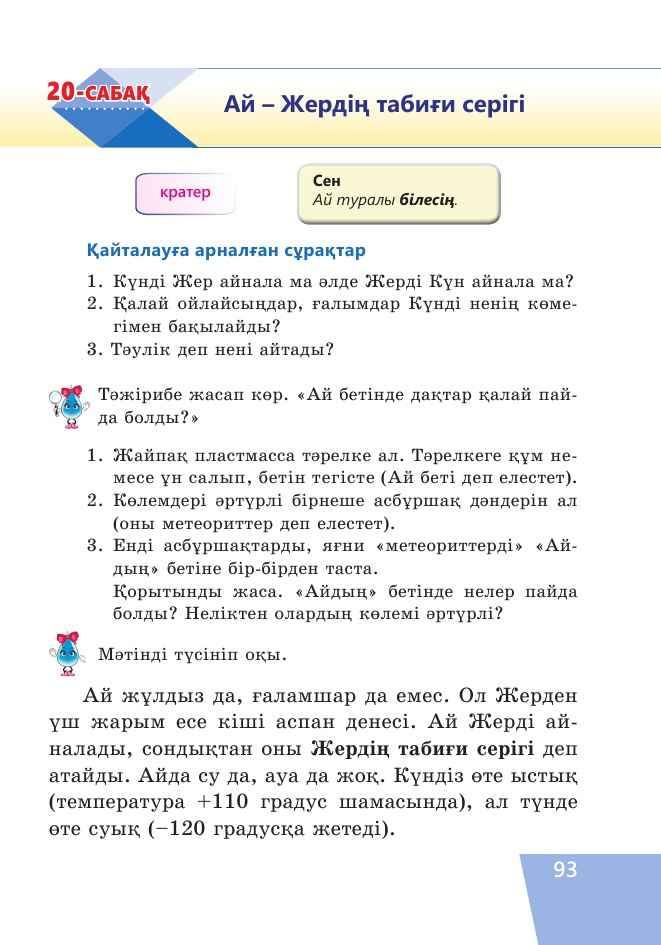 20-САБАҚ
Ай – Жердің табиғи серігі
кратер
Сен
Ай туралы білесің.
Қайталауға арналған сұрақтар
1. Күнді Жер айнала ма әлде Жерді Күн айнала ма?
2. Қалай ойлайсыңдар, ғалымдар Күнді ненің көме-
гімен бақылайды?
3. Тәулік деп нені айтады?
Тәжірибе жасап көр. «Ай бетінде дақтар қалай пай-
да болды?»
1. Жайпақ пластмасса тәрелке ал. Тәрелкеге құм не-
месе ұн салып, бетін тегісте (Ай беті деп елестет).
2. Көлемдері әртүрлі бірнеше асбұршақ дәндерін ал
(оны метеориттер деп елестет).
3. Енді асбұршақтарды, яғни «метеориттерді» «Ай-
дың» бетіне бір-бірден таста.
Қорытынды жаса. «Айдың» бетінде нелер пайда
болды? Неліктен олардың көлемі әртүрлі?
Мәтінді түсініп оқы.
Ай жұлдыз да, ғаламшар да емес. Ол Жерден
үш жарым есе кіші аспан денесі. Ай Жерді ай-
налады, сондықтан оны Жердің табиғи серігі деп
атайды. Айда су да, ауа да жоқ. Күндіз өте ыстық
(температура +110 градус шамасында), ал түнде
өте суық (−120 градусқа жетеді).
93